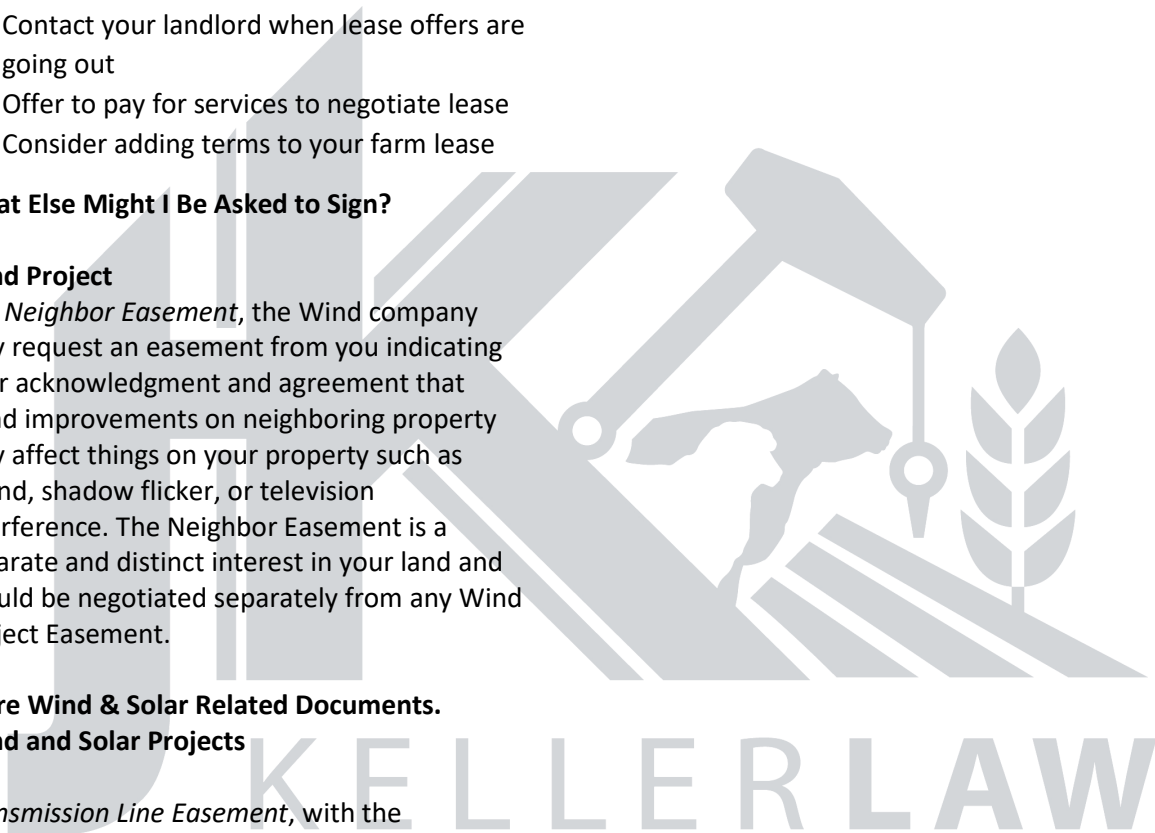 Contact your landlord when lease offers are
going out
Offer to pay for services to negotiate lease
Consider adding terms to your farm lease
at Else Might I Be Asked to Sign?
d Project
Neighbor Easement, the Wind company
y request an easement from you indicating
r acknowledgment and agreement that
d improvements on neighboring property
y affect things on your property such as
nd, shadow flicker, or television
rference. The Neighbor Easement is a
arate and distinct interest in your land and
uld be negotiated separately from any Wind
ject Easement.
re Wind & Solar Related Documents.
d and Solar Projects
nsmission Line Easement, with the
KELLERLAW